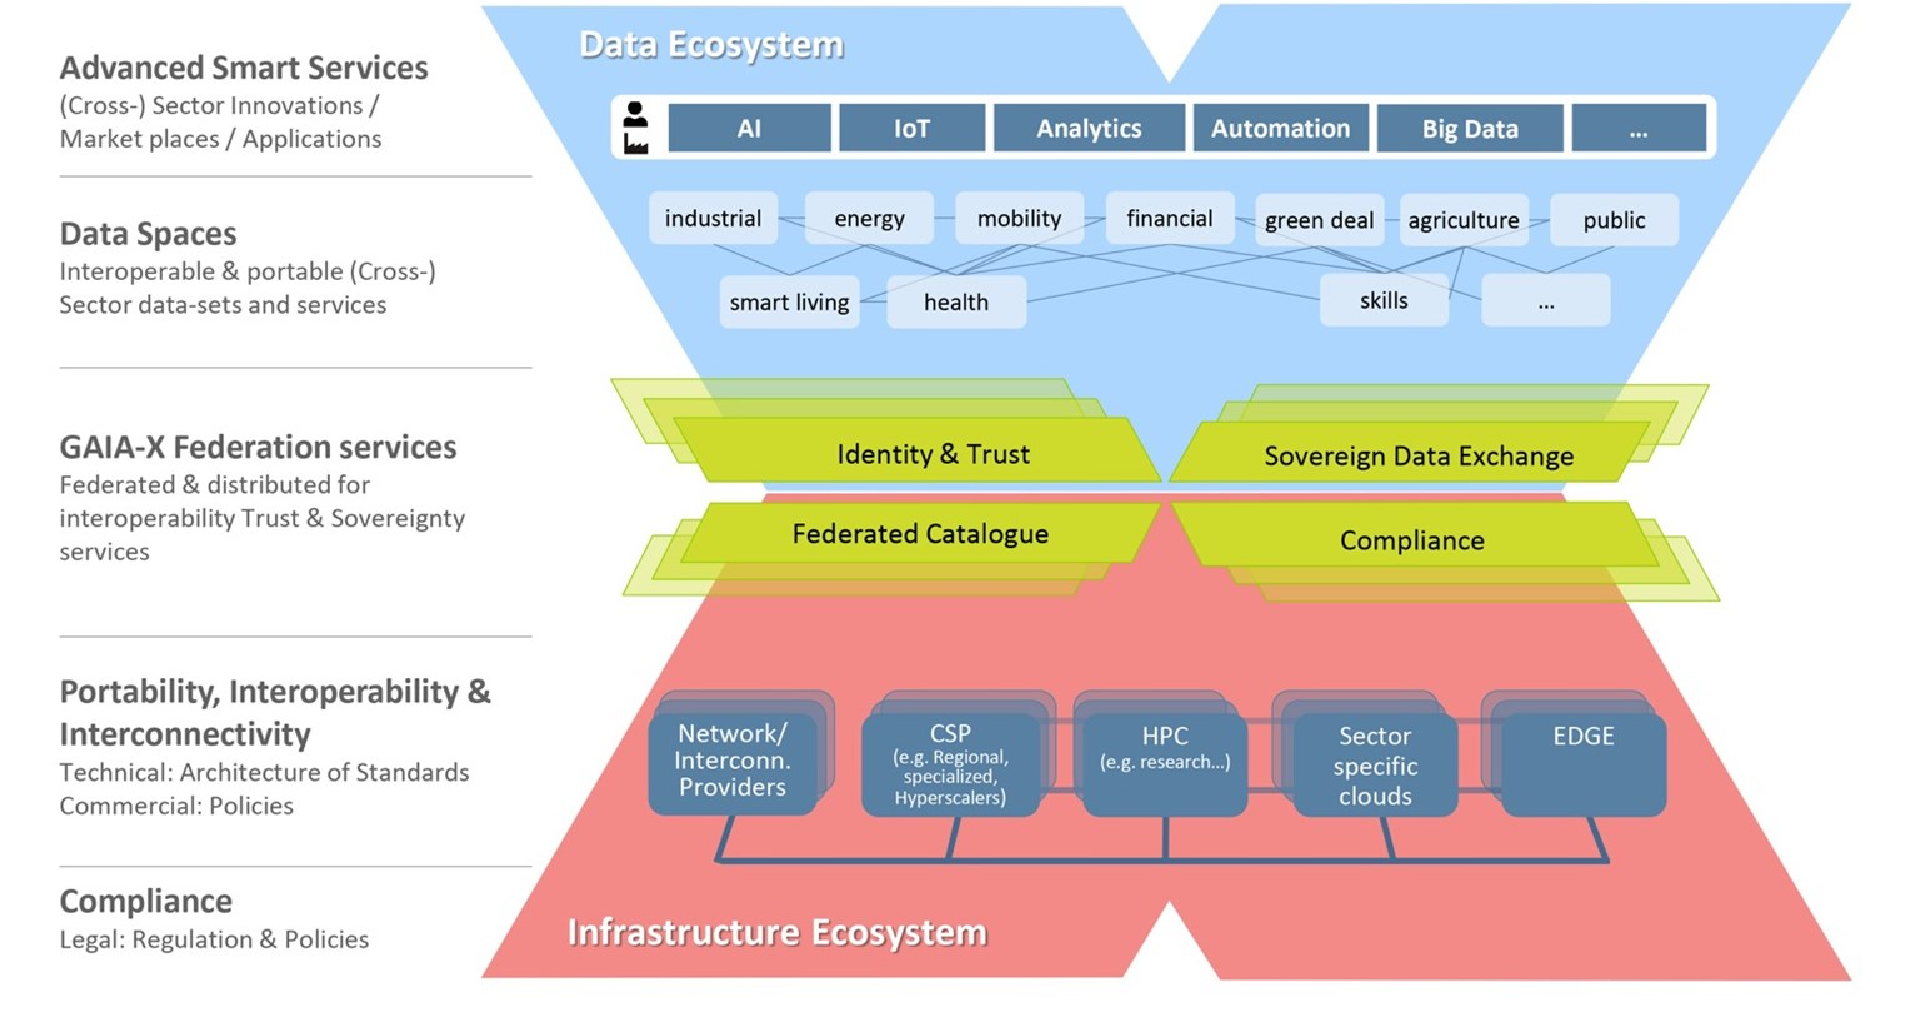 Data Ecosystem
Advanced Smart Services
(Cross-) Sector Innovations /
Market places / Applications
AI
IoT
Analytics
Automation
Big Data
...
Data Spaces
Interoperable & portable (Cross-)
Sector data-sets and services
industrial
energy
mobility
financial
green deal
agriculture
public
smart living
health
skills
...
GAIA-X Federation services
Federated & distributed for
interoperability Trust & Sovereignty
services
Identity & Trust
Sovereign Data Exchange
Federated Catalogue
Compliance
Portability, Interoperability &
Interconnectivity
Technical: Architecture of Standards
Commercial: Policies
Network/
Interconn.
Providers
CSP
(e.g. Regional,
specialized,
Hyperscalers)
HPC
(e.g. research...)
Sector
specific
clouds
EDGE
Compliance
Legal: Regulation & Policies
Infrastructure Ecosystem